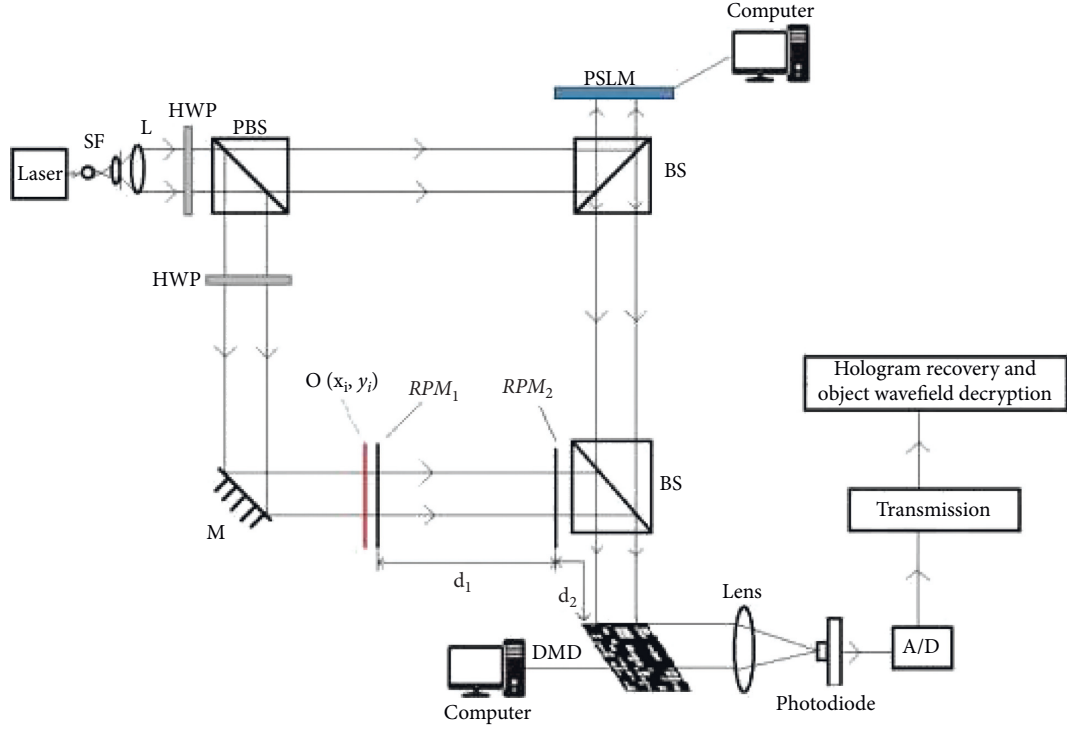 Computer
PSLM
HWP
SF
L
PBS
Laser
BS
HWP
O (xᵢ, yᵢ)
RPM₁
RPM₂
Hologram recovery and
object wavefield decryption
BS
M
Transmission
d₁
d₂
Lens
DMD
A/D
Photodiode
Computer